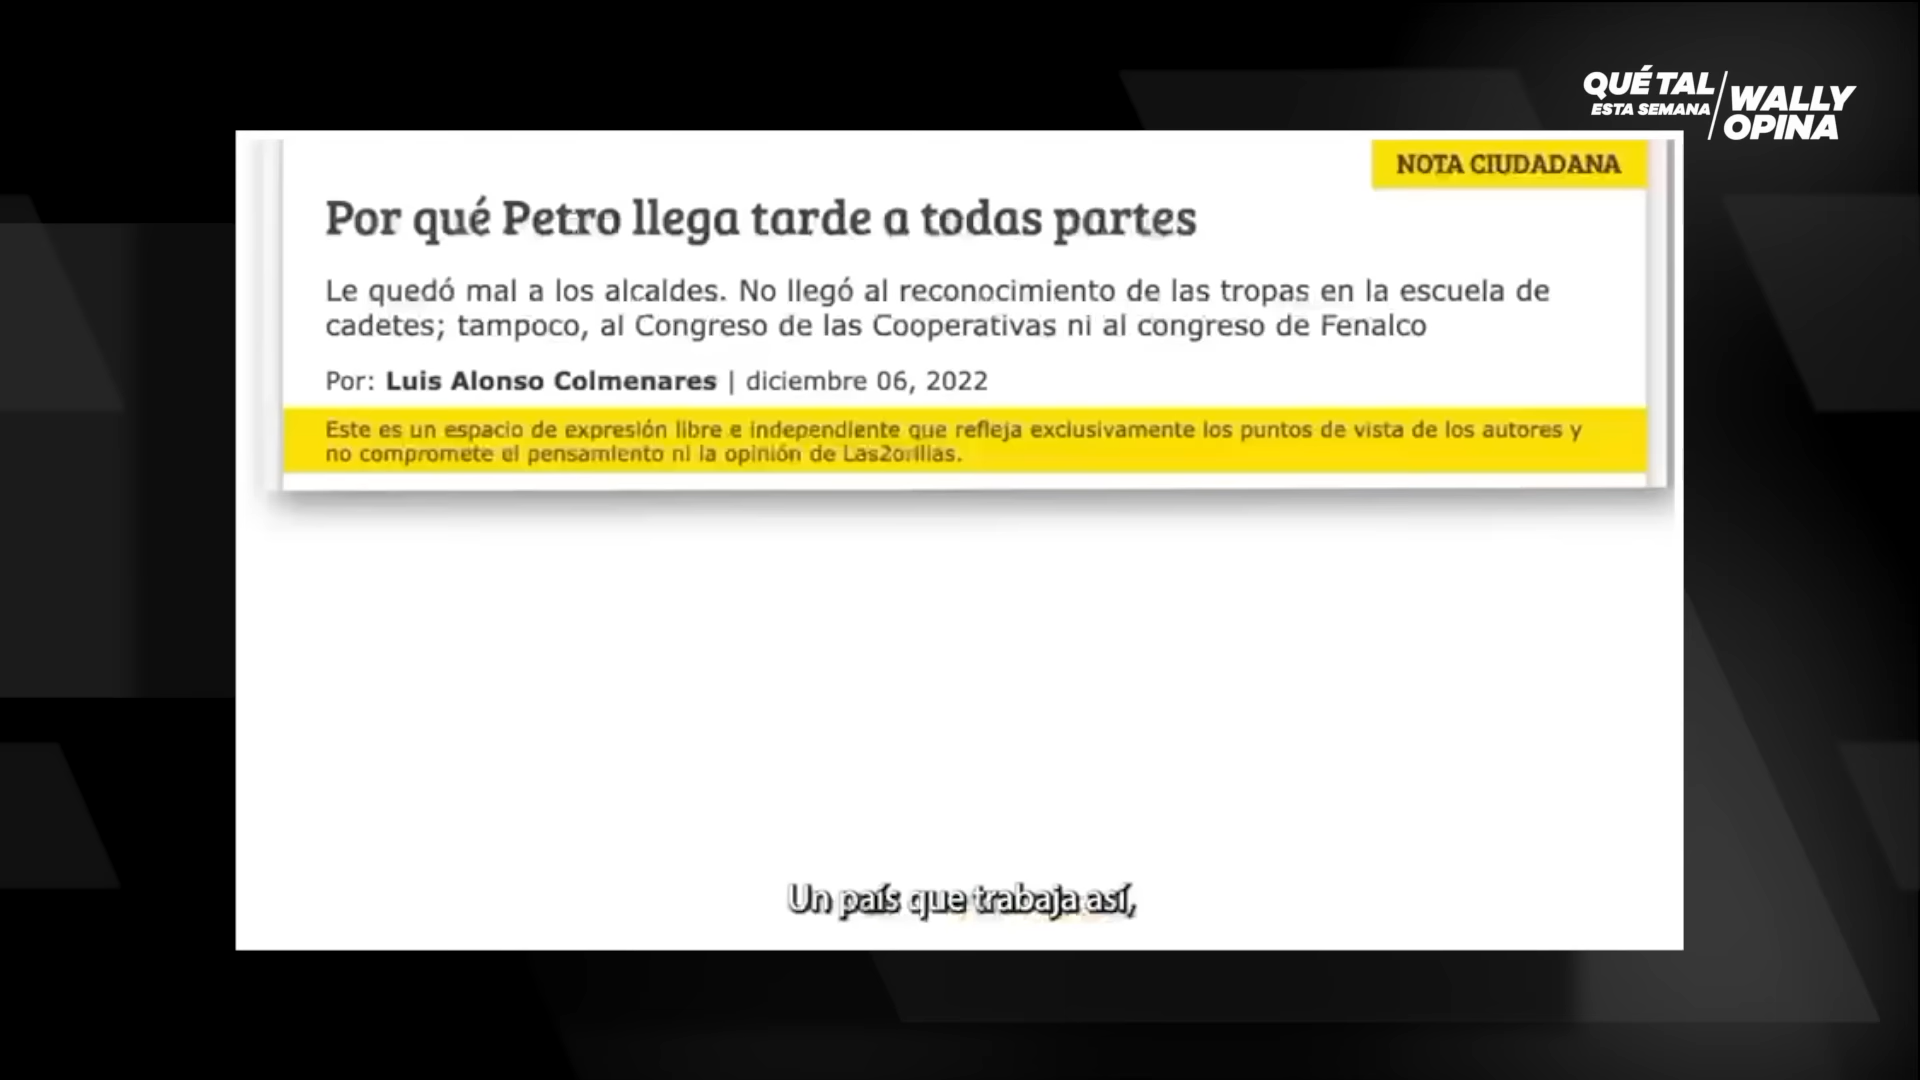 QUÉ TAL
ESTA SEMANA
WALLY
OPINA
NOTA CIUDADANA
Por qué Petro llega tarde a todas partes
Le quedó mal a los alcaldes. No llegó al reconocimiento de las tropas en la escuela de
cadetes; tampoco, al Congreso de las Cooperativas ni al congreso de Fenalco
Por: Luis Alonso Colmenares | diciembre 06, 2022
Este es un espacio de expresión libre e independiente que refleja exclusivamente los puntos de vista de los autores y
no compromete el pensamiento ni la opinión de Las2orillas.
Un país que trabaja así,